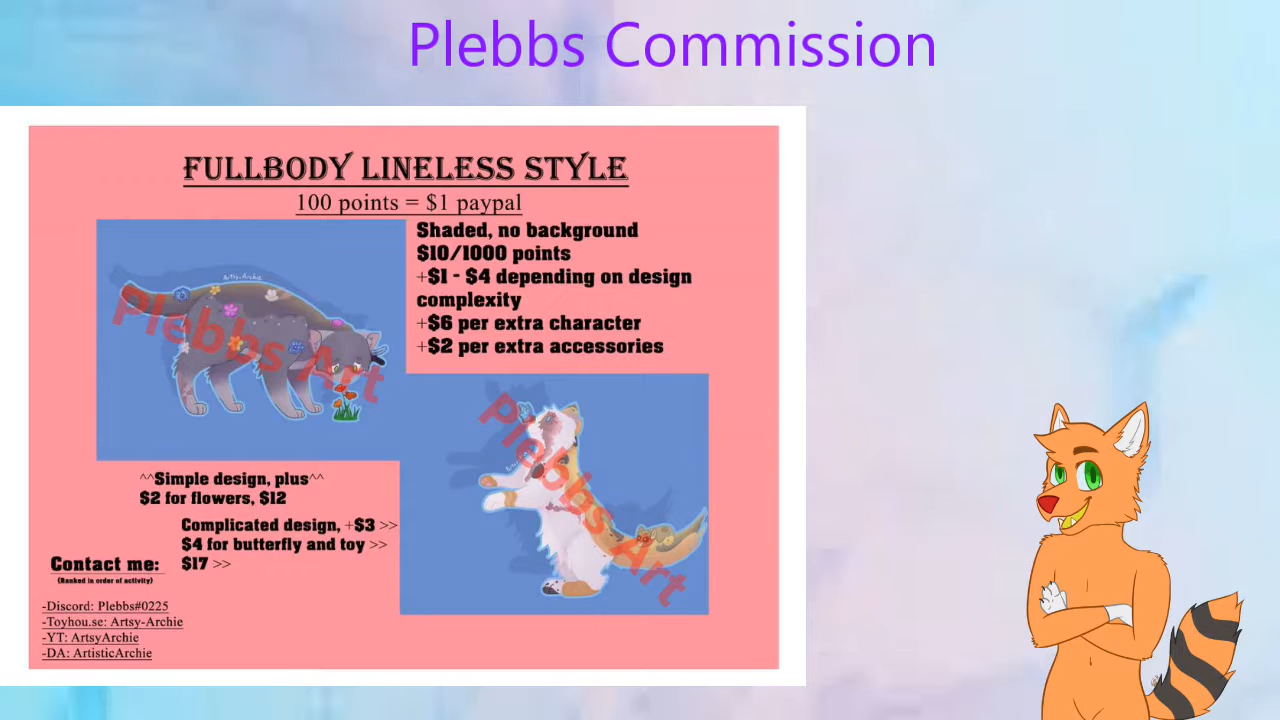 Plebbs Commission
FULLBODY LINELESS STYLE
100 points = $1 paypal
Shaded, no background
$10/1000 points
+$1 - $4 depending on design
complexity
+$6 per extra character
+$2 per extra accessories
Artsy_Archie
Plebbs Art
Plebbs Art
^^Simple design, plus^^
$2 for flowers, $12
Complicated design, +$3 >>
$4 for butterfly and toy >>
$17 >>
Contact me:
(Ranked in order of activity)
-Discord: Plebbs#0225
-Toyhou.se: Artsy-Archie
-YT: ArtsyArchie
-DA: ArtisticArchie